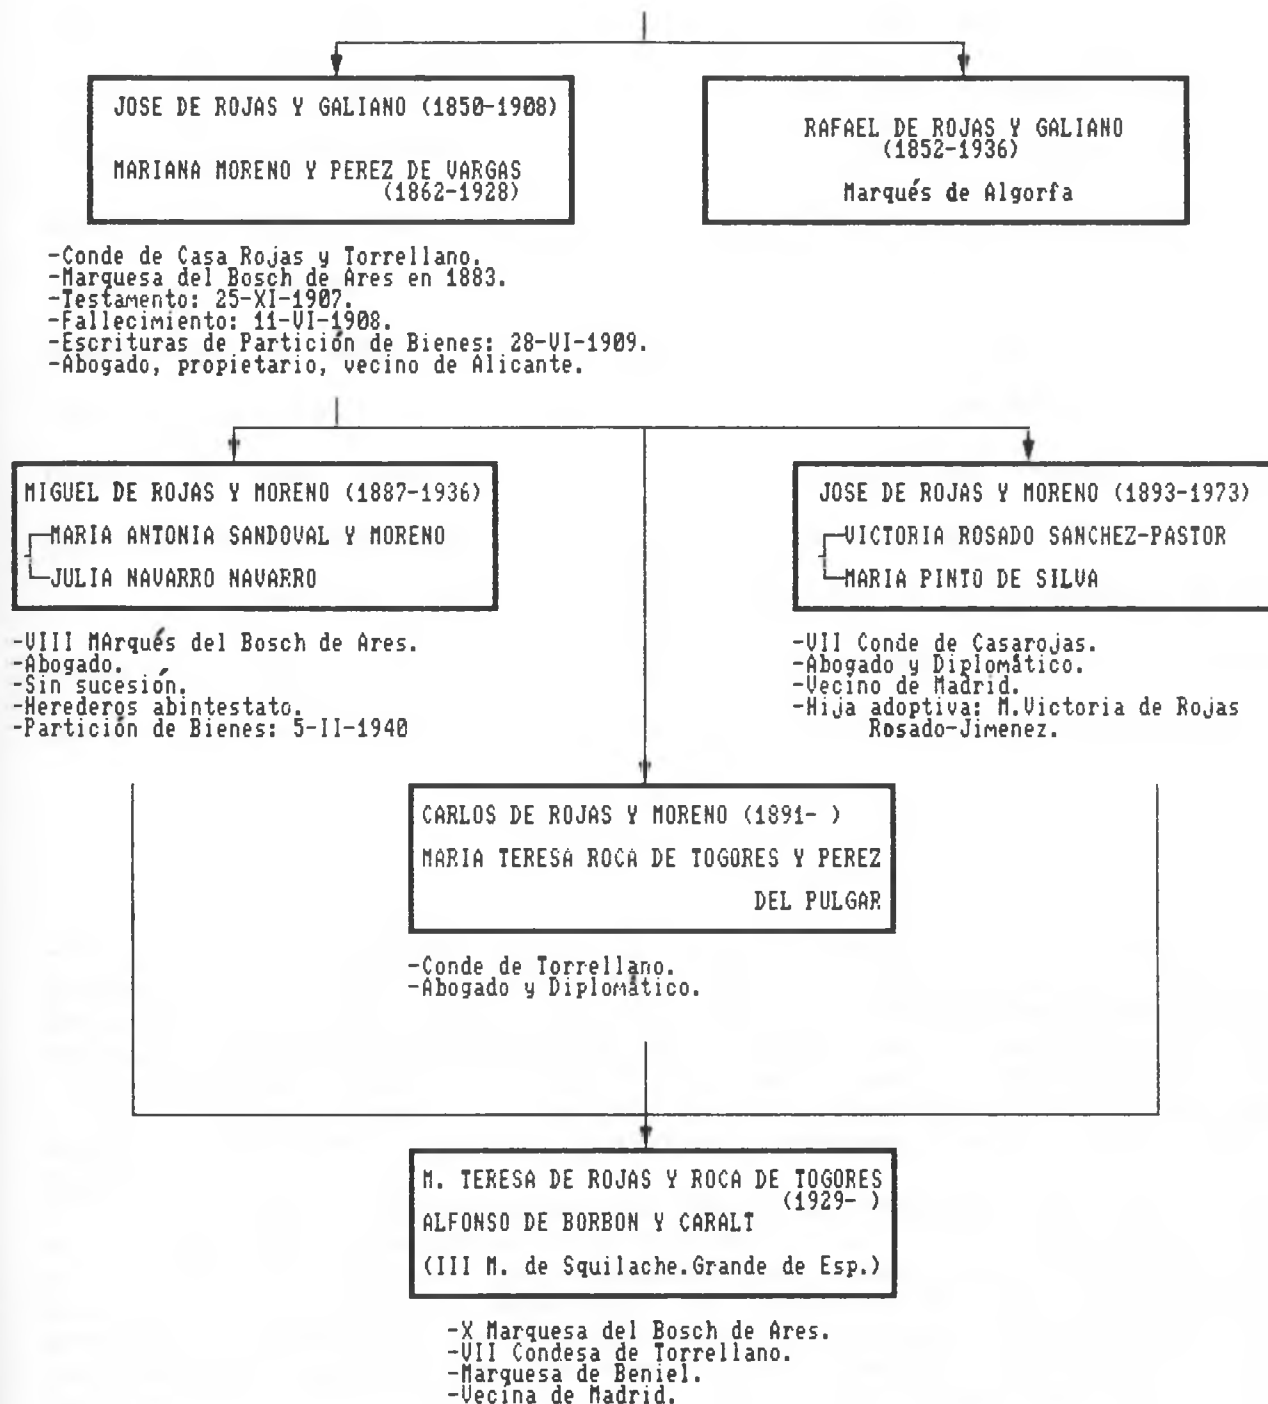 JOSE DE ROJAS Y GALIANO (1850-1908)
MARIANA MORENO Y PEREZ DE VARGAS
(1862-1928)
RAFAEL DE ROJAS Y GALIANO
(1852-1936)
Marqués de Algorfa
-Conde de Casa Rojas y Torrellano.
-Marquesa del Bosch de Ares en 1883.
-Testamento: 25-XI-1907.
-Fallecimiento: 11-VI-1908.
-Escrituras de Partición de Bienes: 28-VI-1909.
-Abogado, propietario, vecino de Alicante.
MIGUEL DE ROJAS Y MORENO (1887-1936)
MARIA ANTONIA SANDOVAL Y MORENO
JULIA NAVARRO NAVARRO
JOSE DE ROJAS Y MORENO (1893-1973)
VICTORIA ROSADO SANCHEZ-PASTOR
MARIA PINTO DE SILVA
-VIII MArqués del Bosch de Ares.
-Abogado.
-Sin sucesión.
-Herederos abintestato.
-Partición de Bienes: 5-II-1940
-VII Conde de Casarojas.
-Abogado y Diplomático.
-Vecino de Madrid.
-Hija adoptiva: M.Victoria de Rojas
Rosado-Jimenez.
CARLOS DE ROJAS Y MORENO (1891- )
MARIA TERESA ROCA DE TOGORES Y PEREZ
DEL PULGAR
-Conde de Torrellano.
-Abogado y Diplomático.
M. TERESA DE ROJAS Y ROCA DE TOGORES
(1929- )
ALFONSO DE BORBON Y CARALT
(III M. de Squilache.Grande de Esp.)
-X Marquesa del Bosch de Ares.
-VII Condesa de Torrellano.
-Marquesa de Beniel.
-Vecina de Madrid.